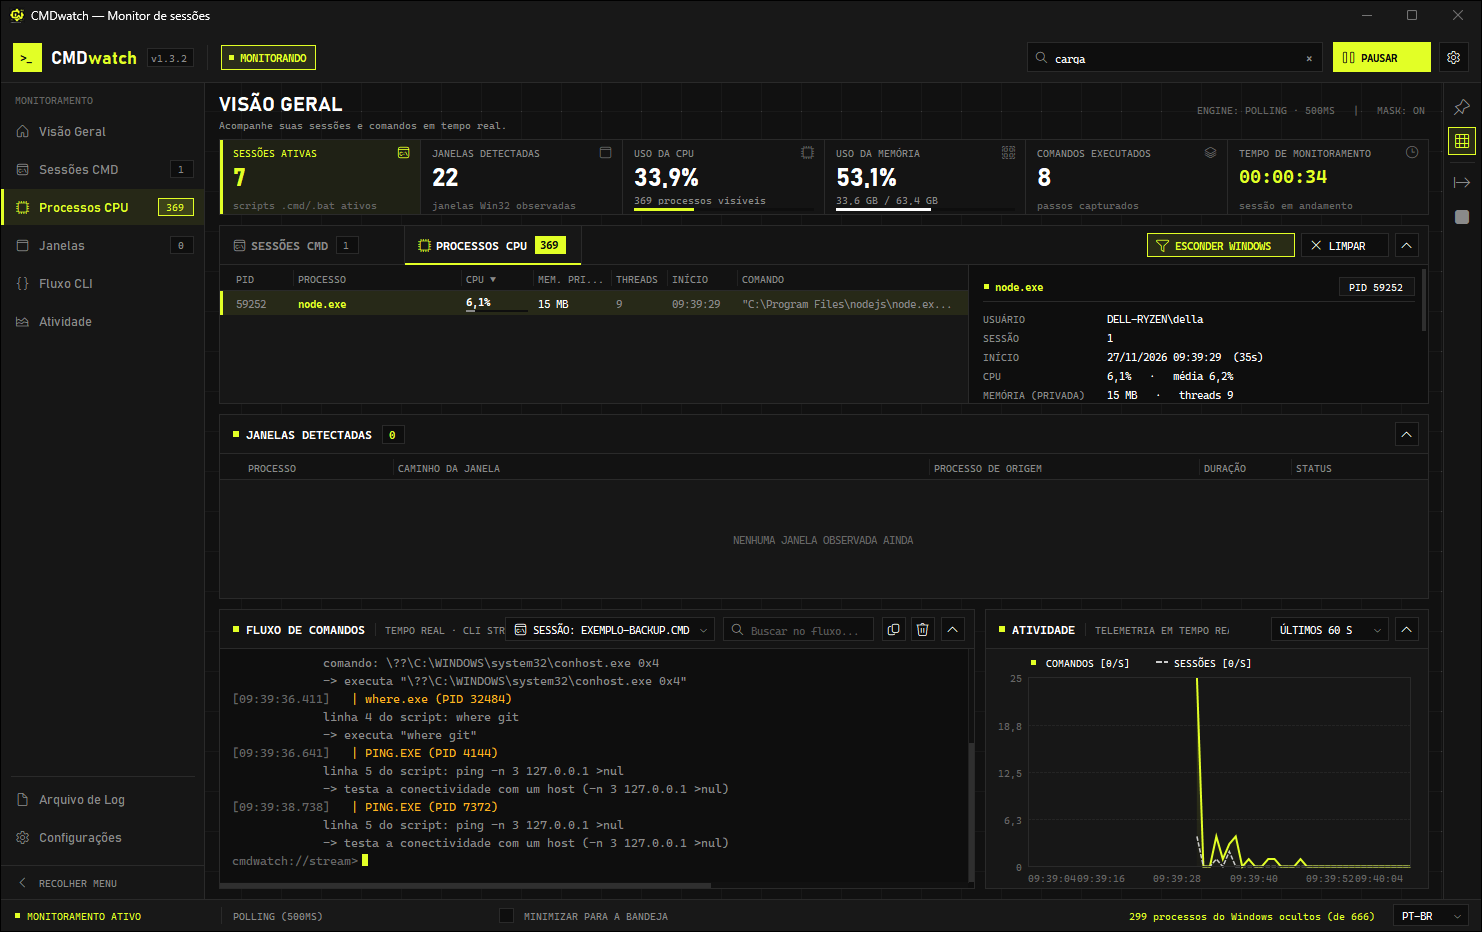 CMDwatch — Monitor de sessões
>_ CMDwatch v1.3.2
MONITORANDO
carga ×
PAUSAR
MONITORAMENTO
Visão Geral
Sessões CMD 1
Processos CPU 369
Janelas 0
Fluxo CLI
Atividade
Arquivo de Log
Configurações
RECOLHER MENU
VISÃO GERAL
Acompanhe suas sessões e comandos em tempo real.
ENGINE: POLLING · 500MS | MASK: ON
SESSÕES ATIVAS
7
scripts .cmd/.bat ativos
JANELAS DETECTADAS
22
janelas Win32 observadas
USO DA CPU
33,9%
369 processos visíveis
USO DA MEMÓRIA
53,1%
33,6 GB / 63,4 GB
COMANDOS EXECUTADOS
8
passos capturados
TEMPO DE MONITORAMENTO
00:00:34
sessão em andamento
SESSÕES CMD 1
PROCESSOS CPU 369
ESCONDER WINDOWS
LIMPAR
PID PROCESSO CPU ▼ MEM. PRI... THREADS INÍCIO COMANDO
59252 node.exe 6,1% 15 MB 9 09:39:29 "C:\Program Files\nodejs\node.ex...
node.exe PID 59252
USUÁRIO DELL-RYZEN\della
SESSÃO 1
INÍCIO 27/11/2026 09:39:29 (35s)
CPU 6,1% · média 6,2%
MEMÓRIA (PRIVADA) 15 MB · threads 9
JANELAS DETECTADAS 0
PROCESSO CAMINHO DA JANELA PROCESSO DE ORIGEM DURAÇÃO STATUS
NENHUMA JANELA OBSERVADA AINDA
FLUXO DE COMANDOS TEMPO REAL · CLI STR SESSÃO: EXEMPLO-BACKUP.CMD Buscar no fluxo...
comando: \??\C:\WINDOWS\system32\conhost.exe 0x4
-> executa "\??\C:\WINDOWS\system32\conhost.exe 0x4"
[09:39:36.411] | where.exe (PID 32484)
linha 4 do script: where git
-> executa "where git"
[09:39:36.641] | PING.EXE (PID 4144)
linha 5 do script: ping -n 3 127.0.0.1 >nul
-> testa a conectividade com um host (-n 3 127.0.0.1 >nul)
[09:39:38.738] | PING.EXE (PID 7372)
linha 5 do script: ping -n 3 127.0.0.1 >nul
-> testa a conectividade com um host (-n 3 127.0.0.1 >nul)
cmdwatch://stream>
ATIVIDADE TELEMETRIA EM TEMPO RE ÚLTIMOS 60 S
COMANDOS [0/S] SESSÕES [0/S]
25
18,8
12,5
6,3
0
09:39:04 09:39:16 09:39:28 09:39:40 09:39:52 09:40:04
MONITORAMENTO ATIVO
POLLING (500MS)
MINIMIZAR PARA A BANDEJA
299 processos do Windows ocultos (de 666)
PT-BR